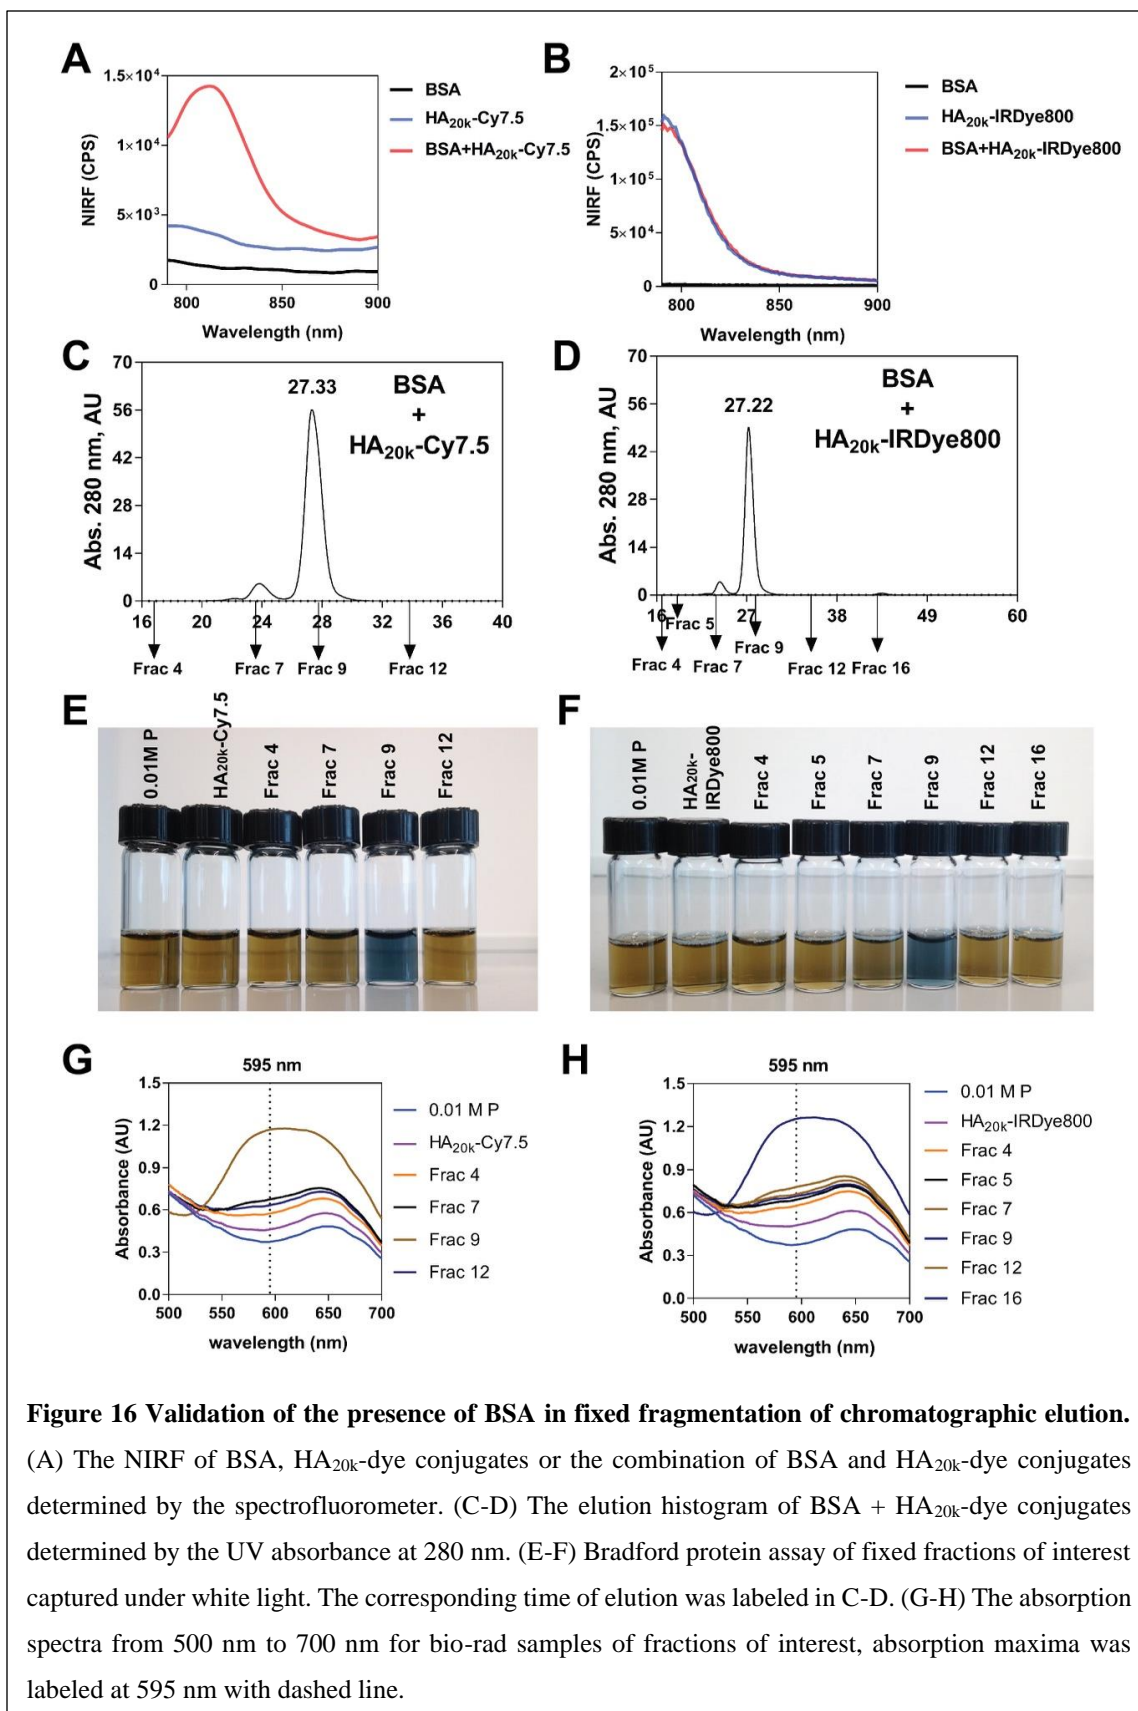 A
1.5×10⁴
1×10⁴
5×10³
0
NIRF (CPS)
800
850
900
Wavelength (nm)
BSA
HA₂₀ₖ-Cy7.5
BSA+HA₂₀ₖ-Cy7.5
B
2×10⁵
1.5×10⁵
1×10⁵
5×10⁴
0
NIRF (CPS)
800
850
900
Wavelength (nm)
BSA
HA₂₀ₖ-IRDye800
BSA+HA₂₀ₖ-IRDye800
C
70
56
42
28
14
0
Abs. 280 nm, AU
27.33
BSA
+
HA₂₀ₖ-Cy7.5
16
20
24
28
32
36
40
Frac 4
Frac 7
Frac 9
Frac 12
D
70
56
42
28
14
0
Abs. 280 nm, AU
27.22
BSA
+
HA₂₀ₖ-IRDye800
16
27
38
49
60
Frac 5
Frac 9
Frac 4
Frac 7
Frac 12
Frac 16
E
0.01M P
HA₂₀ₖ-Cy7.5
Frac 4
Frac 7
Frac 9
Frac 12
F
0.01M P
HA₂₀ₖ-
IRDye800
Frac 4
Frac 5
Frac 7
Frac 9
Frac 12
Frac 16
G
595 nm
1.5
1.2
0.9
0.6
0.3
0.0
Absorbance (AU)
500
550
600
650
700
wavelength (nm)
0.01 M P
HA₂₀ₖ-Cy7.5
Frac 4
Frac 7
Frac 9
Frac 12
H
595 nm
1.5
1.2
0.9
0.6
0.3
0.0
Absorbance (AU)
500
550
600
650
700
wavelength (nm)
0.01 M P
HA₂₀ₖ-IRDye800
Frac 4
Frac 5
Frac 7
Frac 9
Frac 12
Frac 16
Figure 16 Validation of the presence of BSA in fixed fragmentation of chromatographic elution.
(A) The NIRF of BSA, HA₂₀ₖ-dye conjugates or the combination of BSA and HA₂₀ₖ-dye conjugates
determined by the spectrofluorometer. (C-D) The elution histogram of BSA + HA₂₀ₖ-dye conjugates
determined by the UV absorbance at 280 nm. (E-F) Bradford protein assay of fixed fractions of interest
captured under white light. The corresponding time of elution was labeled in C-D. (G-H) The absorption
spectra from 500 nm to 700 nm for bio-rad samples of fractions of interest, absorption maxima was
labeled at 595 nm with dashed line.